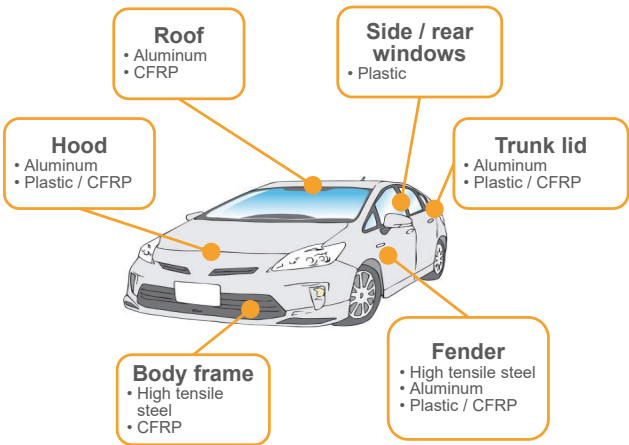 Roof
• Aluminum
• CFRP
Side / rear
windows
• Plastic
Hood
• Aluminum
• Plastic / CFRP
Trunk lid
• Aluminum
• Plastic / CFRP
Body frame
• High tensile
steel
• CFRP
Fender
• High tensile steel
• Aluminum
• Plastic / CFRP